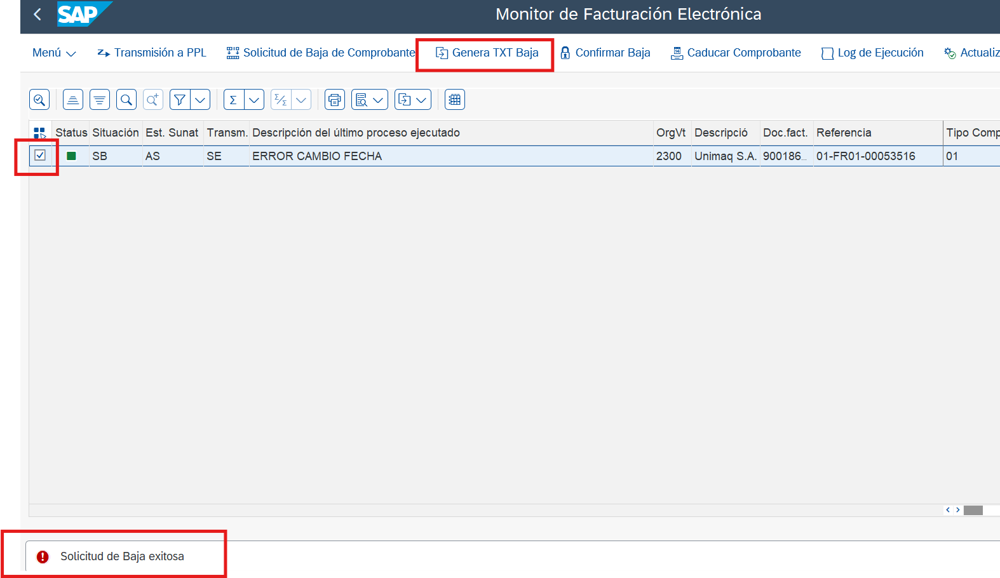 SAP
Monitor de Facturación Electrónica
Menú Transmisión a PPL Solicitud de Baja de Comprobante Genera TXT Baja Confirmar Baja Caducar Comprobante Log de Ejecución Actualiz
Status Situación Est. Sunat Transm. Descripción del último proceso ejecutado OrgVt Descripció Doc.fact. Referencia Tipo Comp
SB AS SE ERROR CAMBIO FECHA 2300 Unimaq S.A. 900186... 01-FR01-00053516 01
Solicitud de Baja exitosa